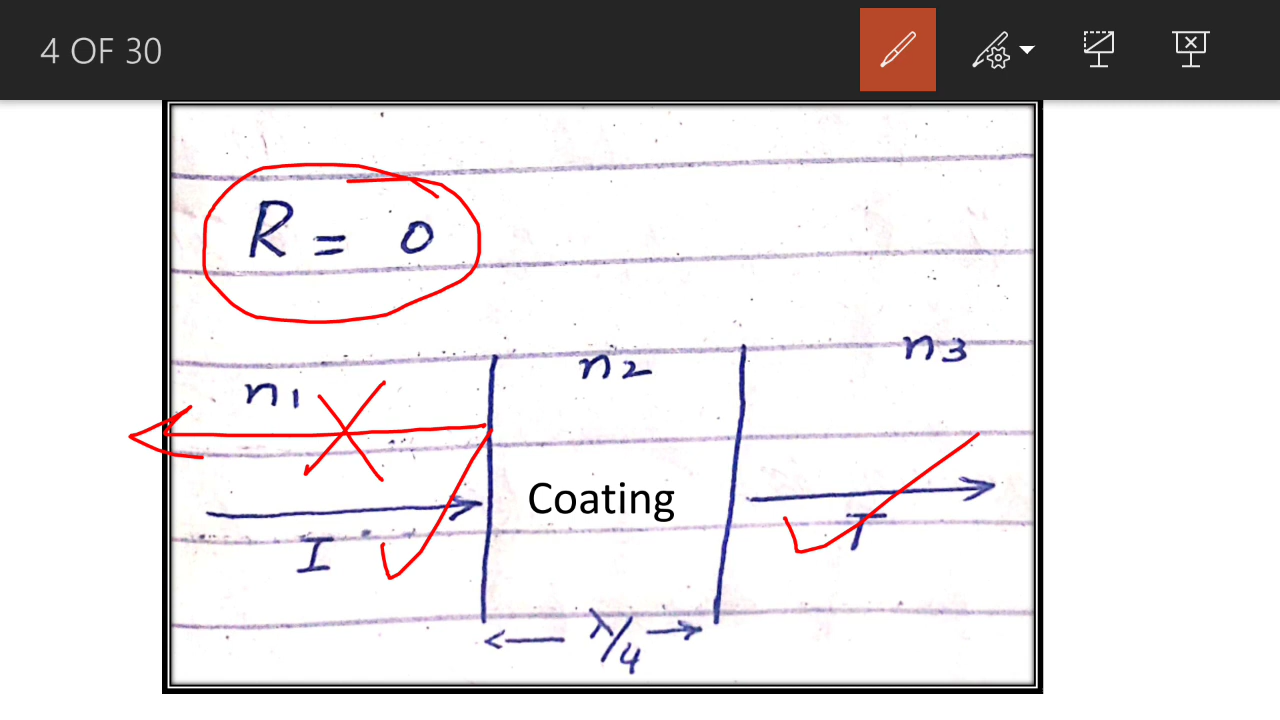 4 OF 30
R = 0
n1 n2 n3
Coating
I T
λ/4